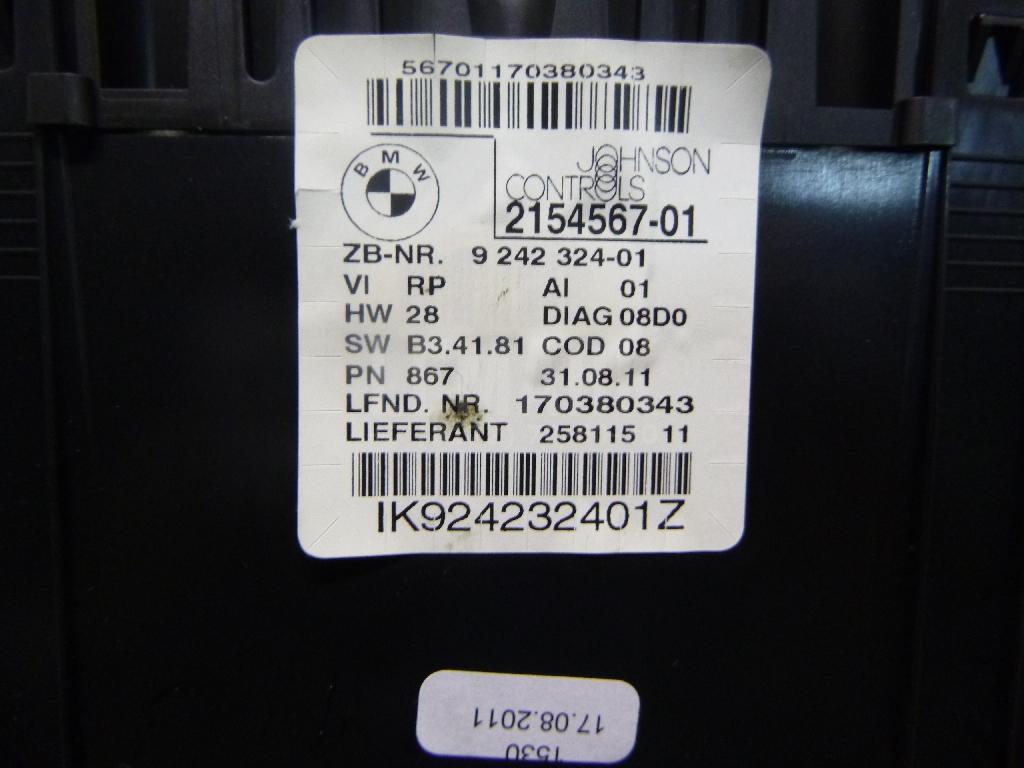 56701170380343
BMW
JOHNSON
CONTROLS
2154567-01
ZB-NR. 9 242 324-01
VI RP AI 01
HW 28 DIAG 08D0
SW B3.41.81 COD 08
PN 867 31.08.11
LFND. NR. 170380343
LIEFERANT 258115 11
IK924232401Z
1530
17.08.2011